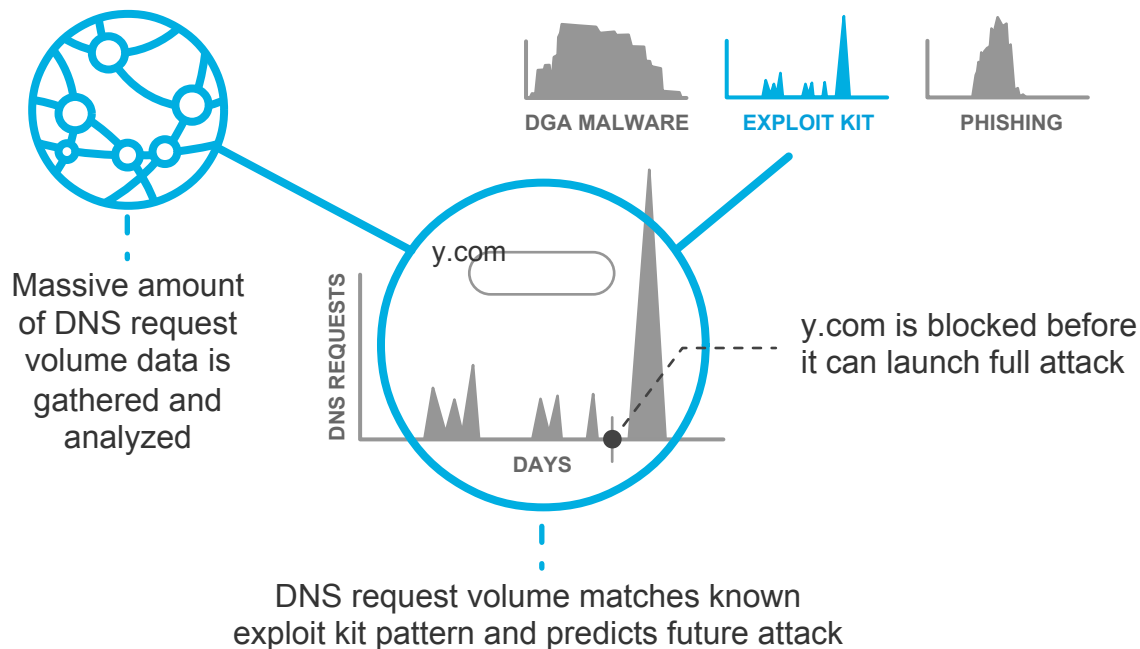 DGA MALWARE
EXPLOIT KIT
PHISHING
y.com
DNS REQUESTS
DAYS
Massive amount
of DNS request
volume data is
gathered and
analyzed
y.com is blocked before
it can launch full attack
DNS request volume matches known
exploit kit pattern and predicts future attack